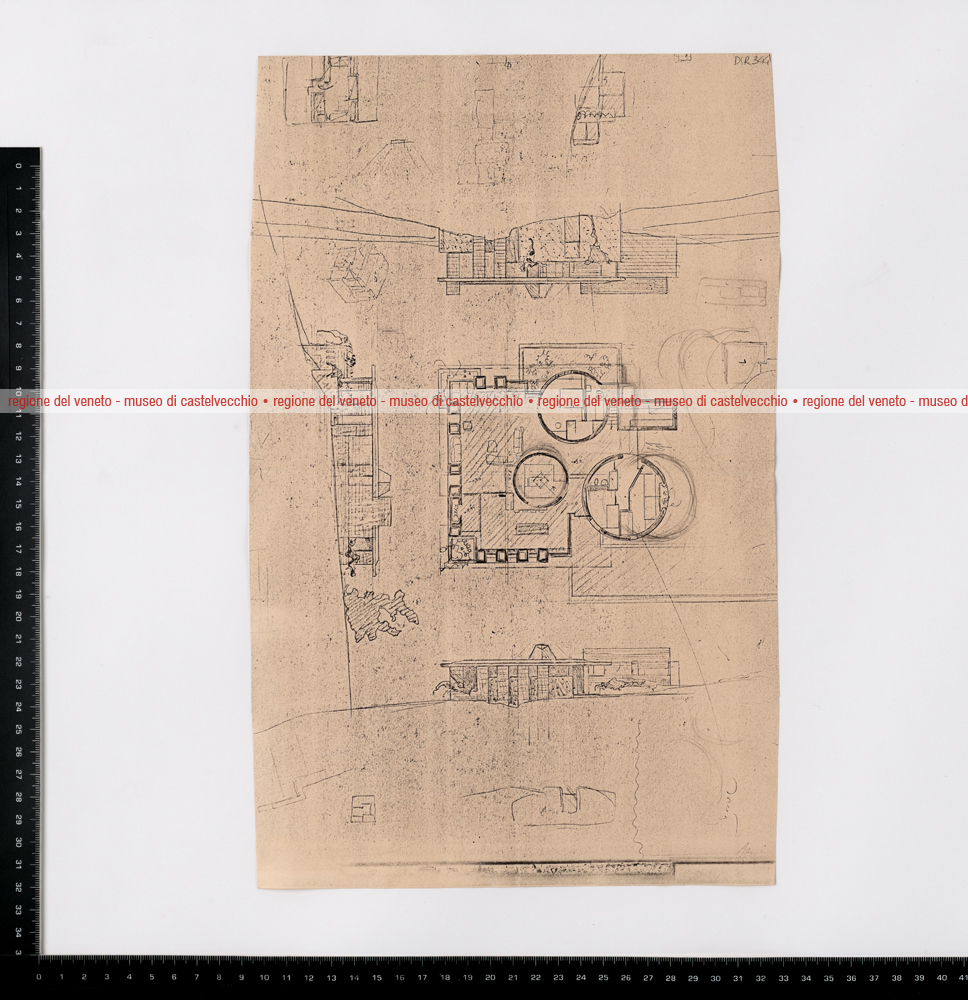 regione del veneto - museo di castelvecchio • regione del veneto - museo di castelvecchio • regione del veneto - museo di castelvecchio • regione del veneto - museo d
0 1 2 3 4 5 6 7 8 9 10 11 12 13 14 15 16 17 18 19 20 21 22 23 24 25 26 27 28 29 30 31 32 33 34 3
0 1 2 3 4 5 6 7 8 9 10 11 12 13 14 15 16 17 18 19 20 21 22 23 24 25 26 27 28 29 30 31 32 33 34 35 36 37 38 39 40 41